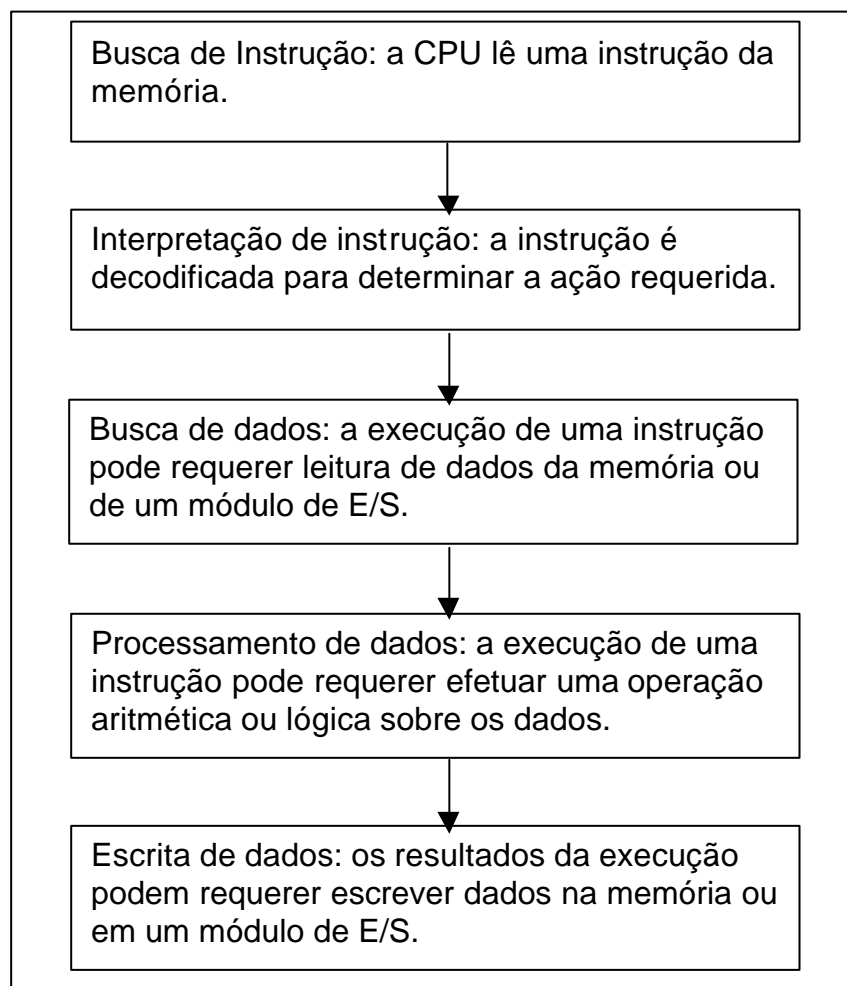 Busca de Instrução: a CPU lê uma instrução da
memória.
Interpretação de instrução: a instrução é
decodificada para determinar a ação requerida.
Busca de dados: a execução de uma instrução
pode requerer leitura de dados da memória ou
de um módulo de E/S.
Processamento de dados: a execução de uma
instrução pode requerer efetuar uma operação
aritmética ou lógica sobre os dados.
Escrita de dados: os resultados da execução
podem requerer escrever dados na memória ou
em um módulo de E/S.